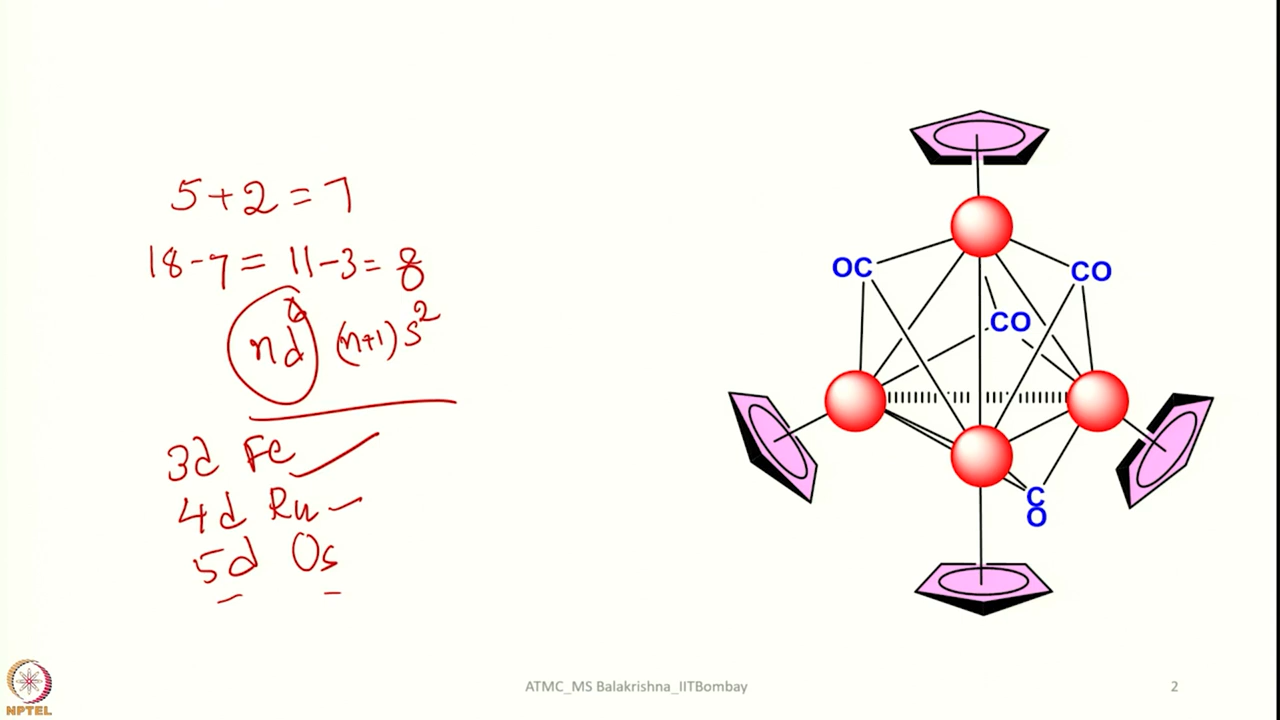 5+2=7
18-7= 11-3= 8
nd⁶ (n+1)s²
3d Fe
4d Ru
5d Os
OC
CO
CO
C
O
NPTEL
ATMC_MS Balakrishna_IITBombay
2